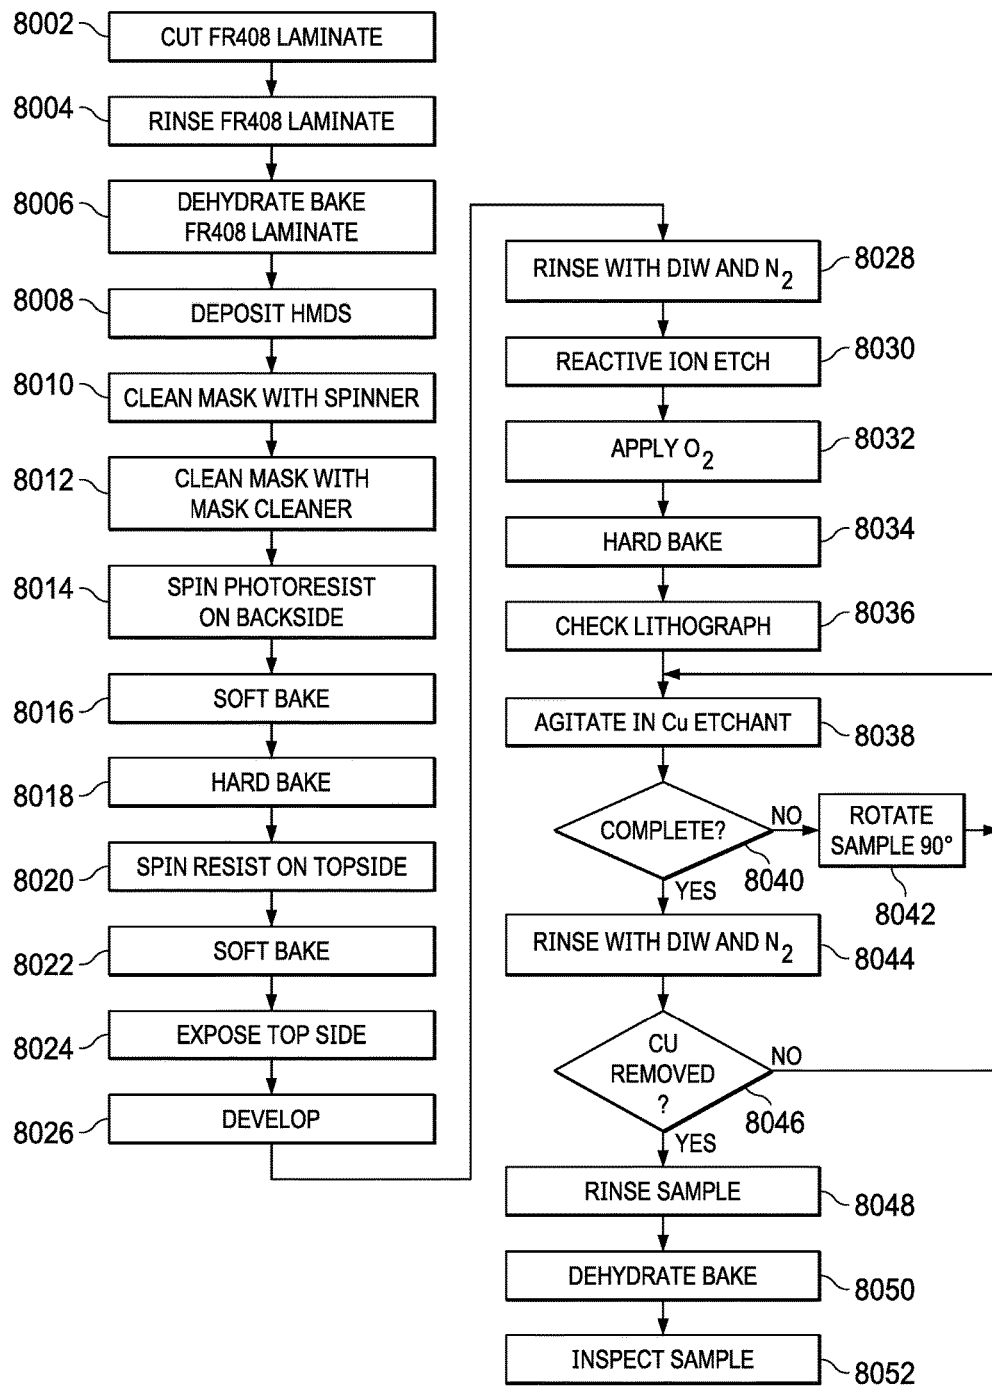 8002
CUT FR408 LAMINATE
8004
RINSE FR408 LAMINATE
8006
DEHYDRATE BAKE
FR408 LAMINATE
8008
DEPOSIT HMDS
8010
CLEAN MASK WITH SPINNER
8012
CLEAN MASK WITH
MASK CLEANER
8014
SPIN PHOTORESIST
ON BACKSIDE
8016
SOFT BAKE
8018
HARD BAKE
8020
SPIN RESIST ON TOPSIDE
8022
SOFT BAKE
8024
EXPOSE TOP SIDE
8026
DEVELOP
RINSE WITH DIW AND N2
8028
REACTIVE ION ETCH
8030
APPLY O2
8032
HARD BAKE
8034
CHECK LITHOGRAPH
8036
AGITATE IN Cu ETCHANT
8038
COMPLETE?
8040
NO
ROTATE
SAMPLE 90°
8042
YES
RINSE WITH DIW AND N2
8044
CU
REMOVED
?
8046
NO
YES
RINSE SAMPLE
8048
DEHYDRATE BAKE
8050
INSPECT SAMPLE
8052